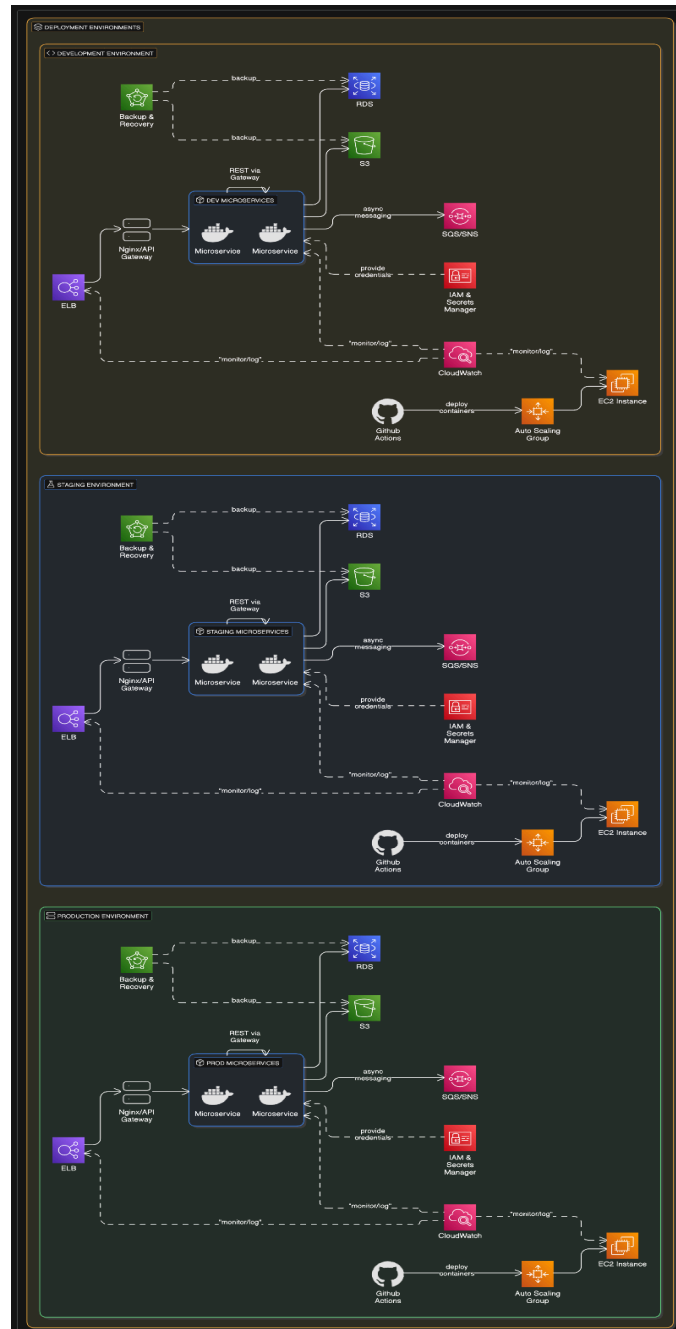 DEPLOYMENT ENVIRONMENTS
DEVELOPMENT ENVIRONMENT
backup
RDS
Backup &
Recovery
backup
S3
REST via
Gateway
DEV MICROSERVICES
Microservice
Microservice
async
messaging
SQS/SNS
Nginx/API
Gateway
provide
credentials
IAM &
Secrets
Manager
ELB
"monitor/log"
"monitor/log"
"monitor/log"
CloudWatch
EC2 Instance
deploy
containers
Github
Actions
Auto Scaling
Group
STAGING ENVIRONMENT
backup
RDS
Backup &
Recovery
backup
S3
REST via
Gateway
STAGING MICROSERVICES
Microservice
Microservice
async
messaging
SQS/SNS
Nginx/API
Gateway
provide
credentials
IAM &
Secrets
Manager
ELB
"monitor/log"
"monitor/log"
"monitor/log"
CloudWatch
EC2 Instance
deploy
containers
Github
Actions
Auto Scaling
Group
PRODUCTION ENVIRONMENT
backup
RDS
Backup &
Recovery
backup
S3
REST via
Gateway
PROD MICROSERVICES
Microservice
Microservice
async
messaging
SQS/SNS
Nginx/API
Gateway
provide
credentials
IAM &
Secrets
Manager
ELB
"monitor/log"
"monitor/log"
"monitor/log"
CloudWatch
EC2 Instance
deploy
containers
Github
Actions
Auto Scaling
Group